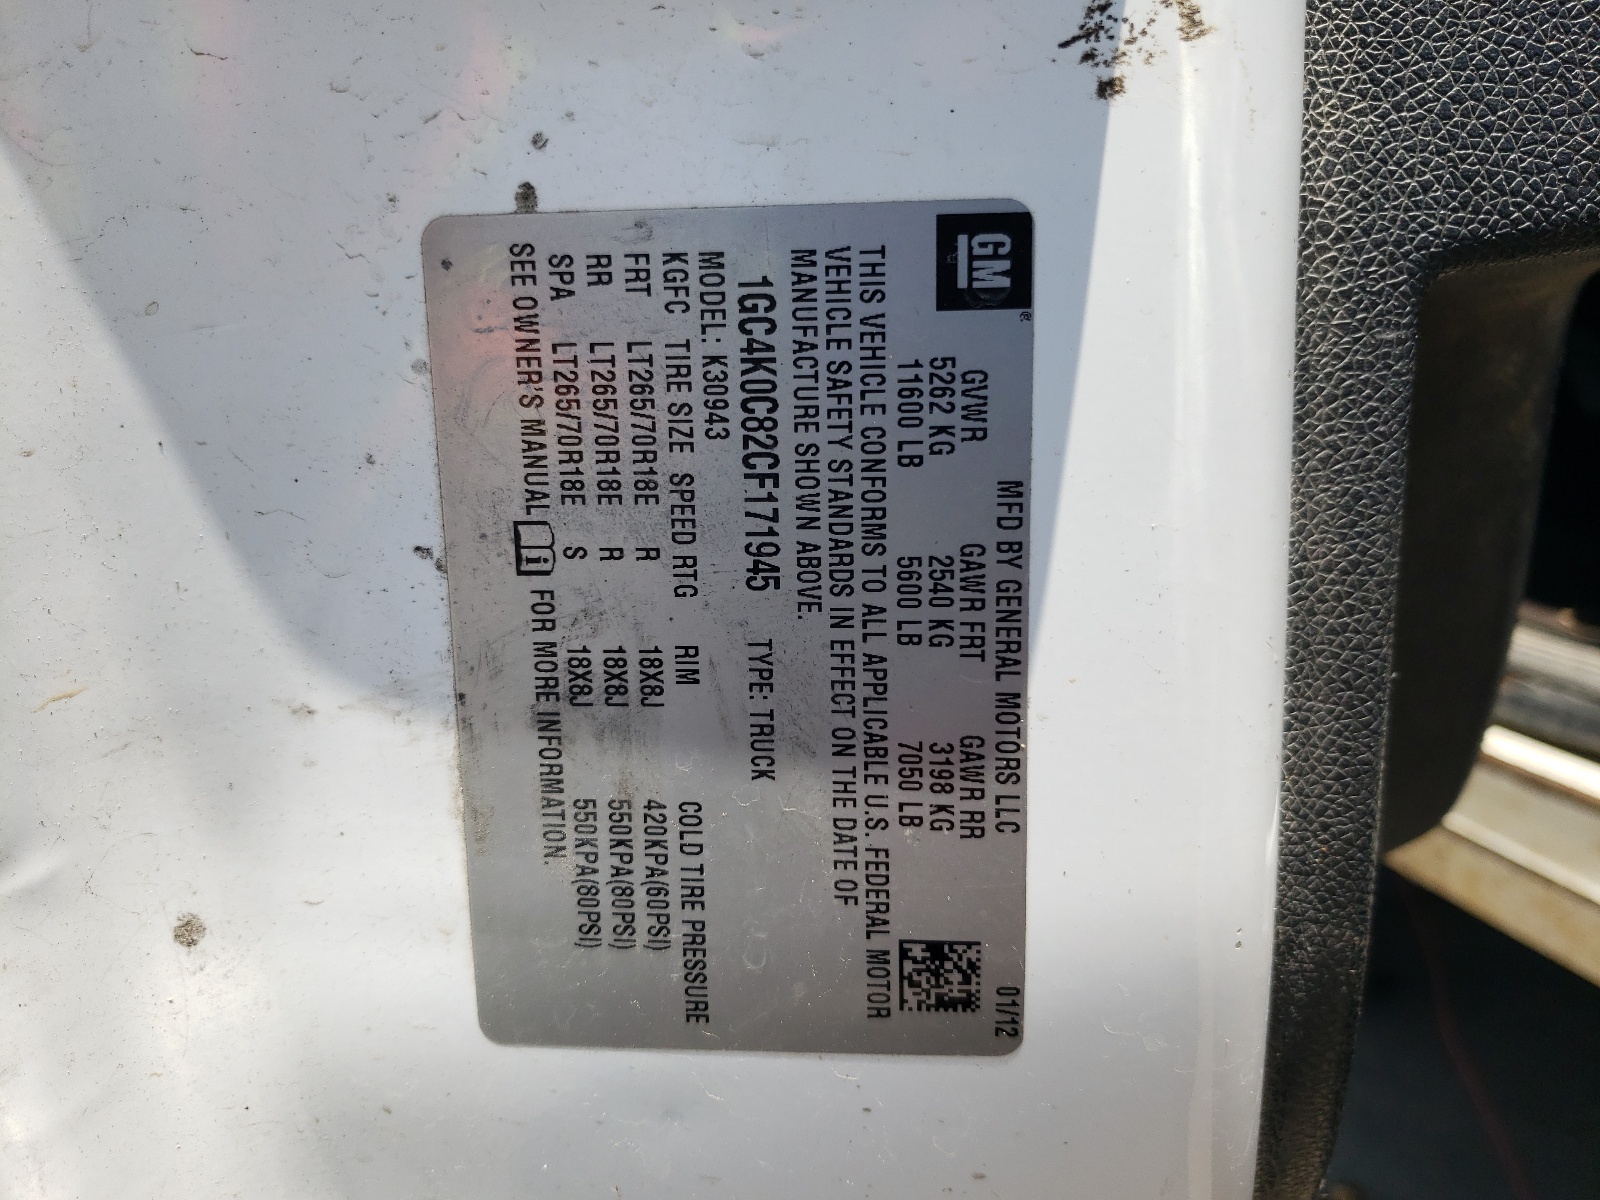 GM ®
MFD BY GENERAL MOTORS LLC 01/12
GVWR GAWR FRT GAWR RR
5262 KG 2540 KG 3198 KG
11600 LB 5600 LB 7050 LB
THIS VEHICLE CONFORMS TO ALL APPLICABLE U.S. FEDERAL MOTOR
VEHICLE SAFETY STANDARDS IN EFFECT ON THE DATE OF
MANUFACTURE SHOWN ABOVE.
1GC4K0C82CF171945 TYPE: TRUCK
MODEL: K30943
KGFC TIRE SIZE SPEED RTG RIM COLD TIRE PRESSURE
FRT LT265/70R18E R 18X8J 420KPA(60PSI)
RR LT265/70R18E R 18X8J 550KPA(80PSI)
SPA LT265/70R18E S 18X8J 550KPA(80PSI)
SEE OWNER'S MANUAL i FOR MORE INFORMATION.